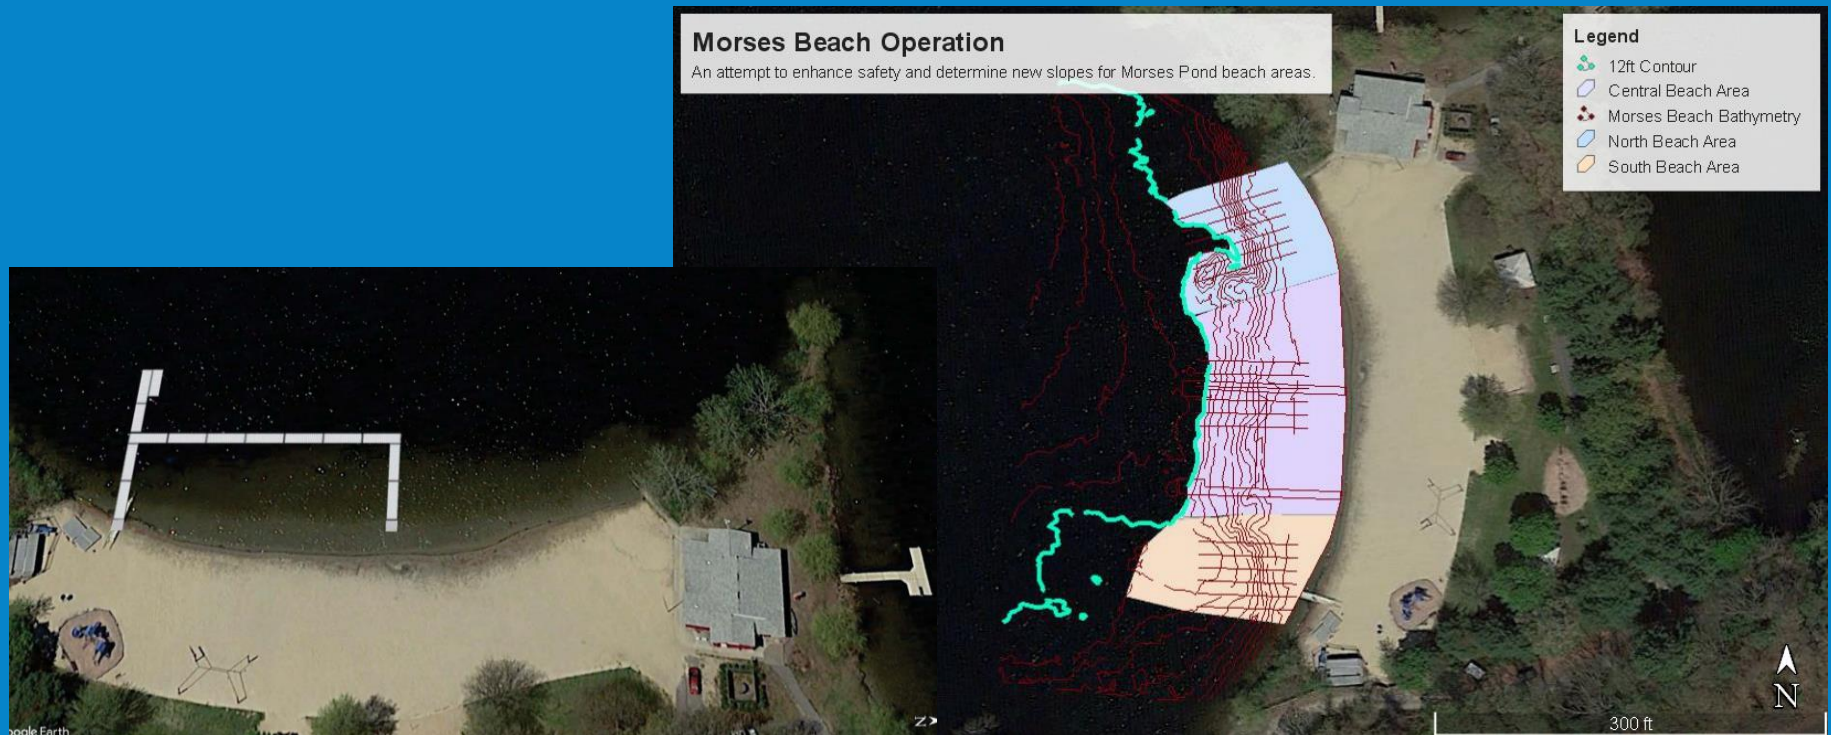 Morses Beach Operation
An attempt to enhance safety and determine new slopes for Morses Pond beach areas.
Legend
12ft Contour
Central Beach Area
Morses Beach Bathymetry
North Beach Area
South Beach Area
N
oogle Earth
N
300 ft